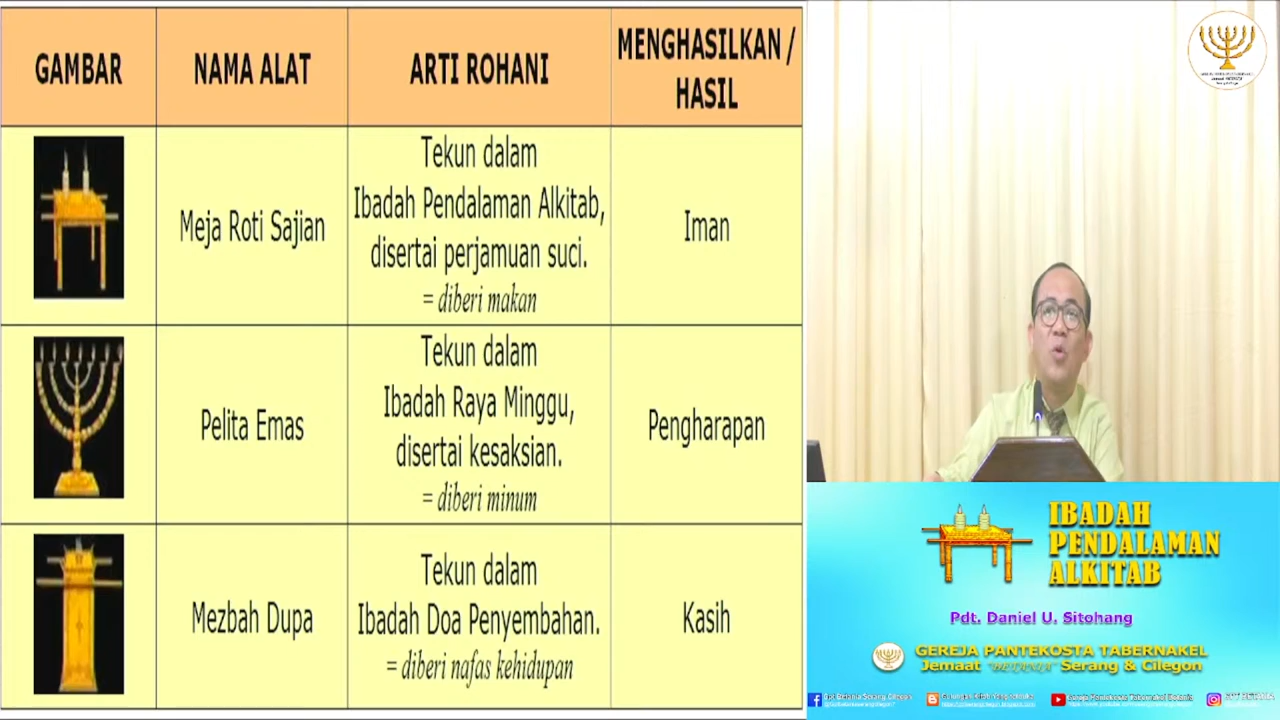 GAMBAR
NAMA ALAT
ARTI ROHANI
MENGHASILKAN /
HASIL
Meja Roti Sajian
Tekun dalam
Ibadah Pendalaman Alkitab,
disertai perjamuan suci.
= diberi makan
Iman
Pelita Emas
Tekun dalam
Ibadah Raya Minggu,
disertai kesaksian.
= diberi minum
Pengharapan
Mezbah Dupa
Tekun dalam
Ibadah Doa Penyembahan.
= diberi nafas kehidupan
Kasih
IBADAH
PENDALAMAN
ALKITAB
Pdt. Daniel U. Sitohang
GEREJA PANTEKOSTA TABERNAKEL
Jemaat "BETANIA" Serang & Cilegon